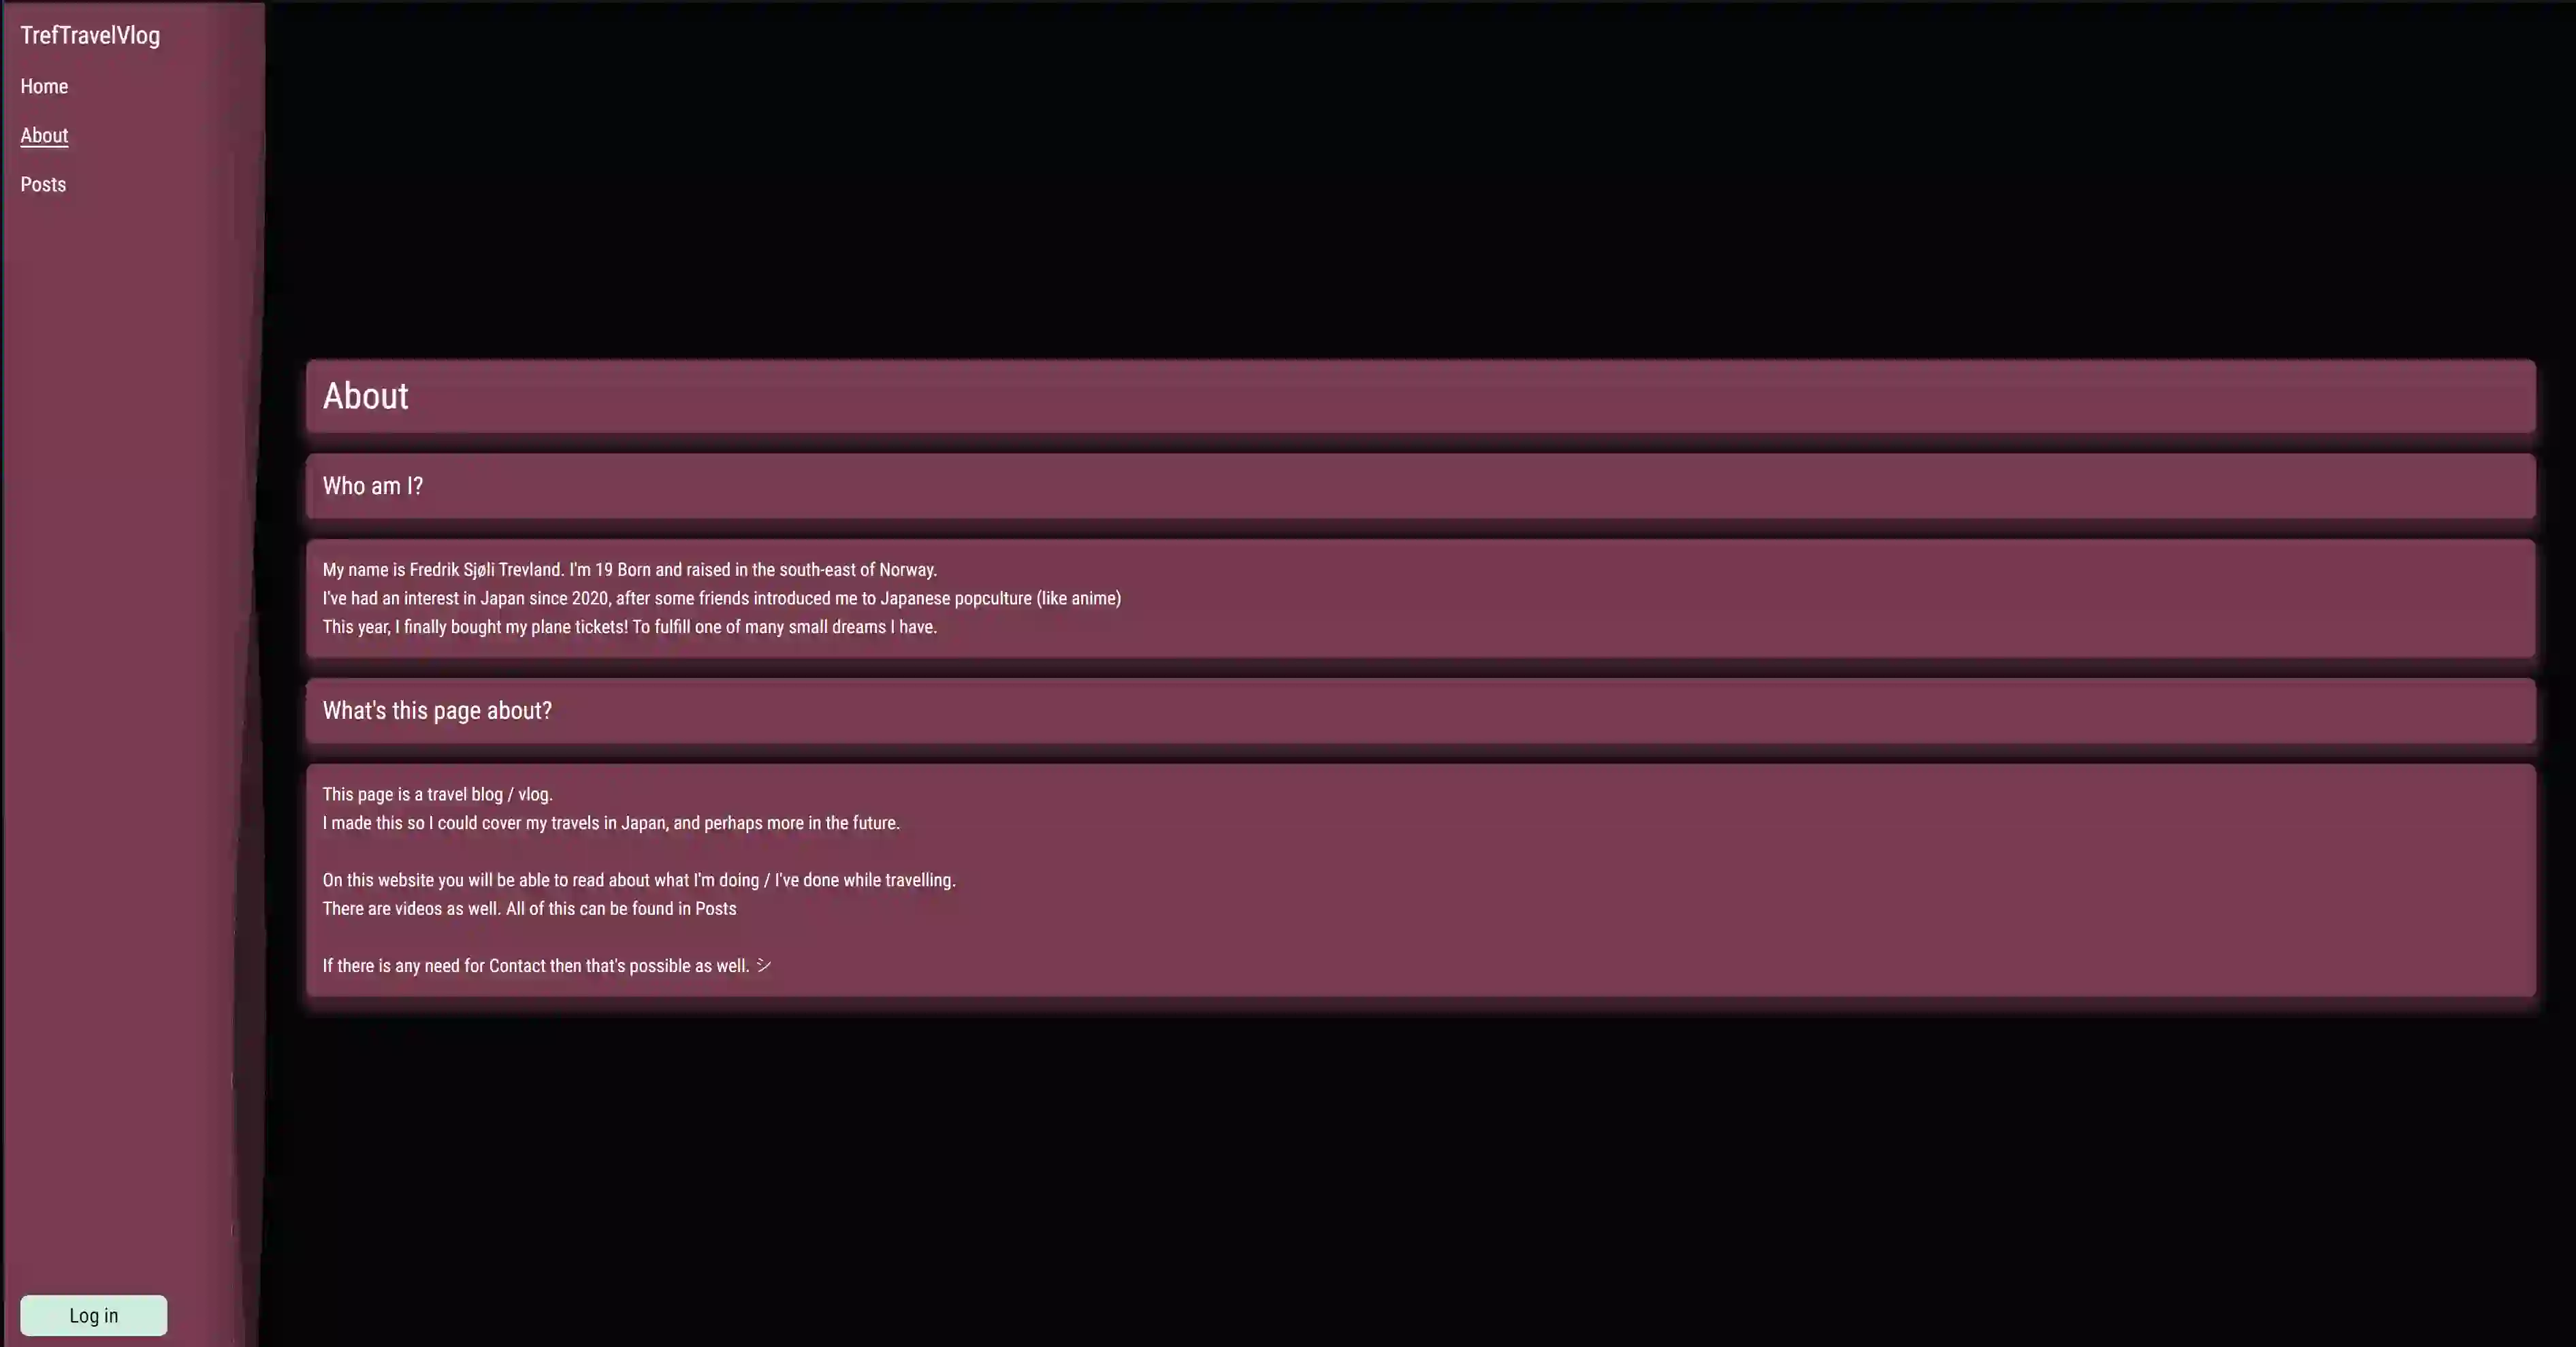 TrefTravelVlog
Home
About
Posts
Log in
About
Who am I?
My name is Fredrik Sjøli Trevland. I'm 19 Born and raised in the south-east of Norway.
I've had an interest in Japan since 2020, after some friends introduced me to Japanese popculture (like anime)
This year, I finally bought my plane tickets! To fulfill one of many small dreams I have.
What's this page about?
This page is a travel blog / vlog.
I made this so I could cover my travels in Japan, and perhaps more in the future.
On this website you will be able to read about what I'm doing / I've done while travelling.
There are videos as well. All of this can be found in Posts
If there is any need for Contact then that's possible as well. シ